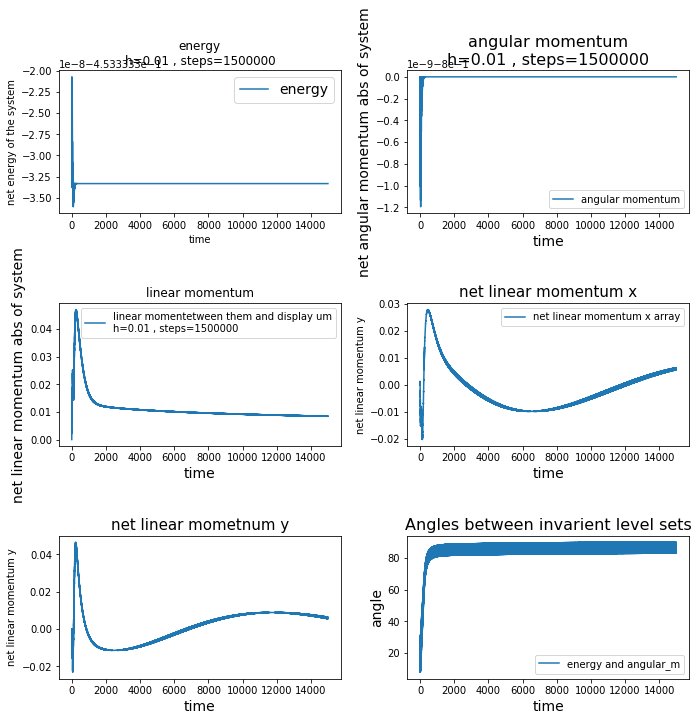 energy
h=0.01 , steps=1500000
1e−8−4.533335e−1
net energy of the system
−2.00
−2.25
−2.50
−2.75
−3.00
−3.25
−3.50
energy
0 2000 4000 6000 8000 10000 12000 14000
time
angular momentum
h=0.01 , steps=1500000
1e−9−8e−1
net angular momentum abs of system
0.0
−0.2
−0.4
−0.6
−0.8
−1.0
−1.2
angular momentum
0 2000 4000 6000 8000 10000 12000 14000
time
linear momentum
net linear momentum abs of system
0.04
0.03
0.02
0.01
0.00
linear momentetween them and display um
h=0.01 , steps=1500000
0 2000 4000 6000 8000 10000 12000 14000
time
net linear momentum x
net linear momentum y
0.03
0.02
0.01
0.00
−0.01
−0.02
net linear momentum x array
0 2000 4000 6000 8000 10000 12000 14000
time
net linear mometnum y
net linear momentum y
0.04
0.02
0.00
−0.02
0 2000 4000 6000 8000 10000 12000 14000
time
Angles between invarient level sets
angle
80
60
40
20
energy and angular_m
0 2000 4000 6000 8000 10000 12000 14000
time